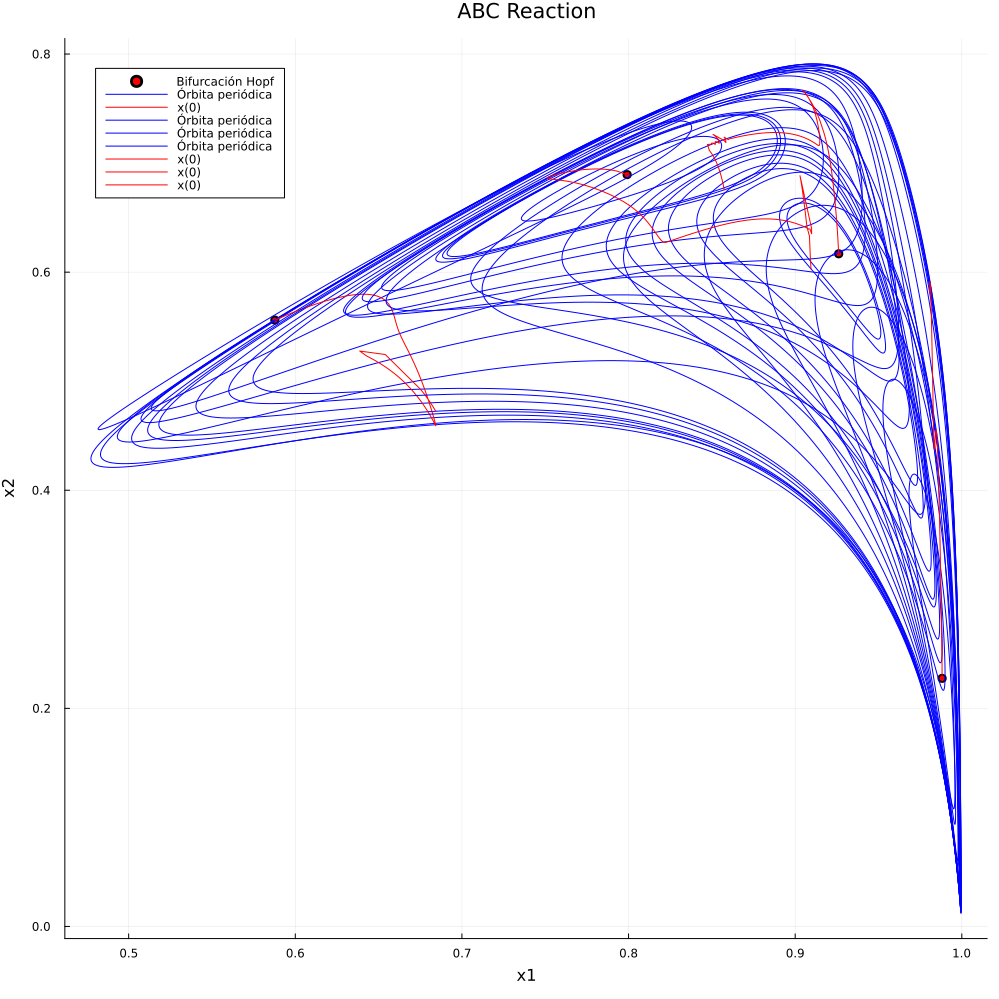 ABC Reaction
0.8
Bifurcación Hopf
Órbita periódica
x(0)
Órbita periódica
Órbita periódica
Órbita periódica
x(0)
x(0)
x(0)
0.6
x2
0.4
0.2
0.0
0.5 0.6 0.7 0.8 0.9 1.0
x1